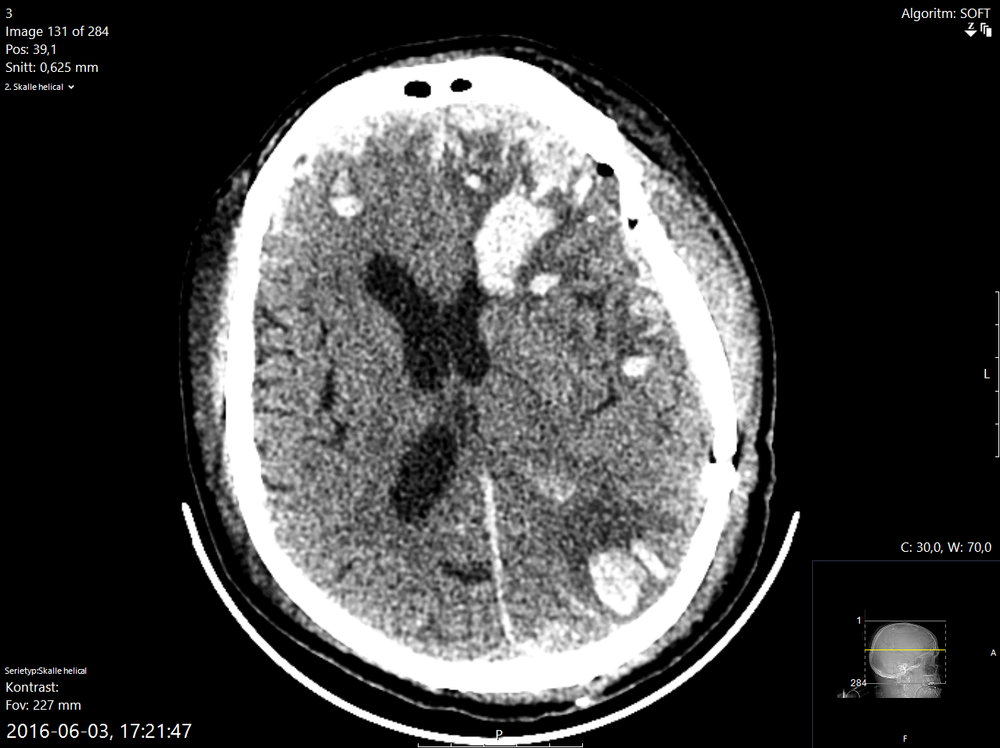 3
Image 131 of 284
Pos: 39,1
Snitt: 0,625 mm
2. Skalle helical
Algoritm: SOFT
Z
L
C: 30,0, W: 70,0
1
A
284
F
Serietyp:Skalle helical
Kontrast:
Fov: 227 mm
2016-06-03, 17:21:47
P